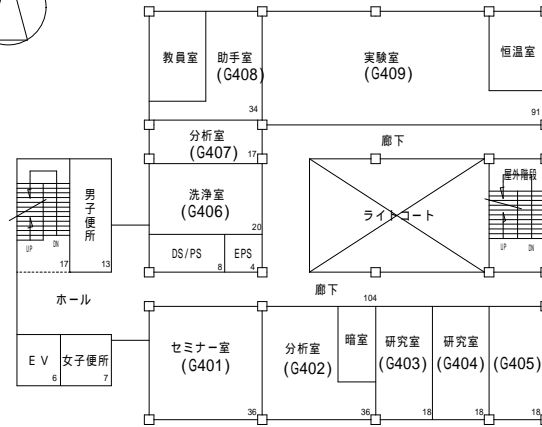 教員室
助手室
(G408)
34
実験室
(G409)
恒温室
91
分析室
(G407)
17
廊下
洗浄室
(G406)
20
男子便所
13
UP
DN
17
ライトコート
屋外階段
UP
DN
DS/PS
8
EPS
4
ホール
廊下
104
EV
6
女子便所
7
セミナー室
(G401)
36
分析室
(G402)
暗室
36
研究室
(G403)
18
研究室
(G404)
18
(G405)
18